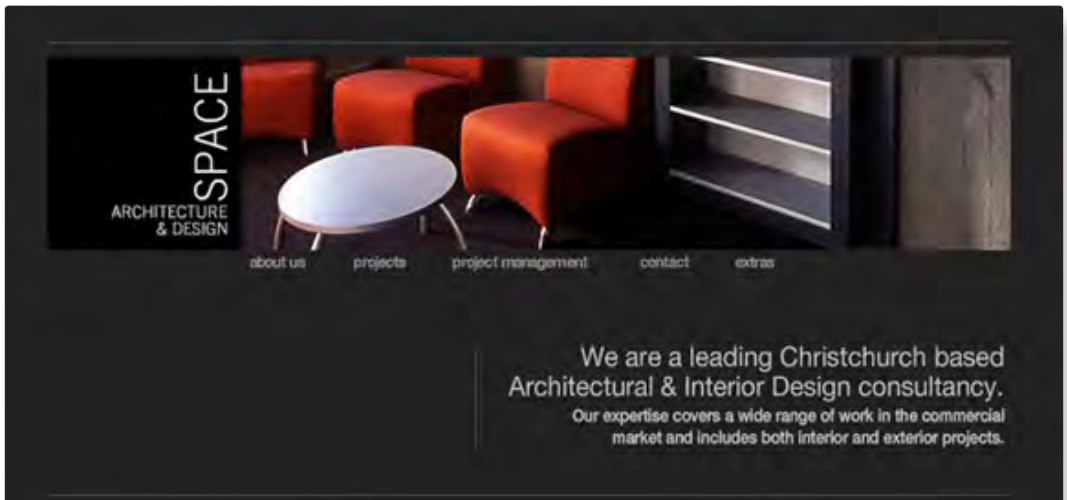 SPACE
ARCHITECTURE
& DESIGN
about us projects project management contact extras
We are a leading Christchurch based
Architectural & Interior Design consultancy.
Our expertise covers a wide range of work in the commercial
market and includes both interior and exterior projects.